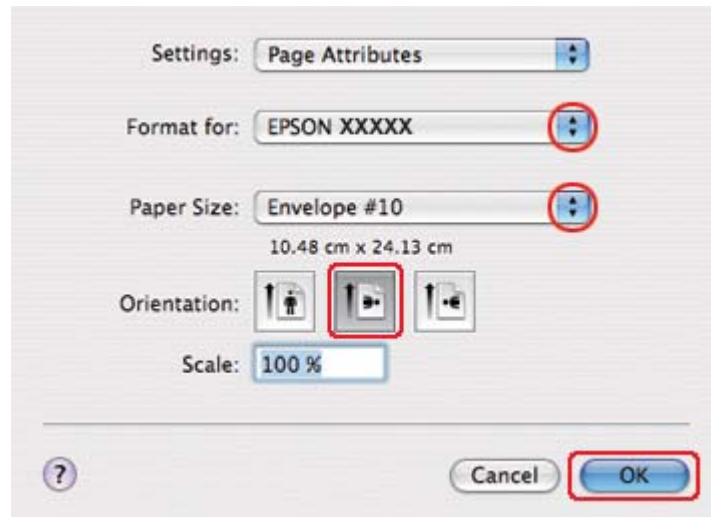 Settings: Page Attributes
Format for: EPSON XXXXX
Paper Size: Envelope #10
10.48 cm x 24.13 cm
Orientation:
Scale: 100 %
? Cancel OK